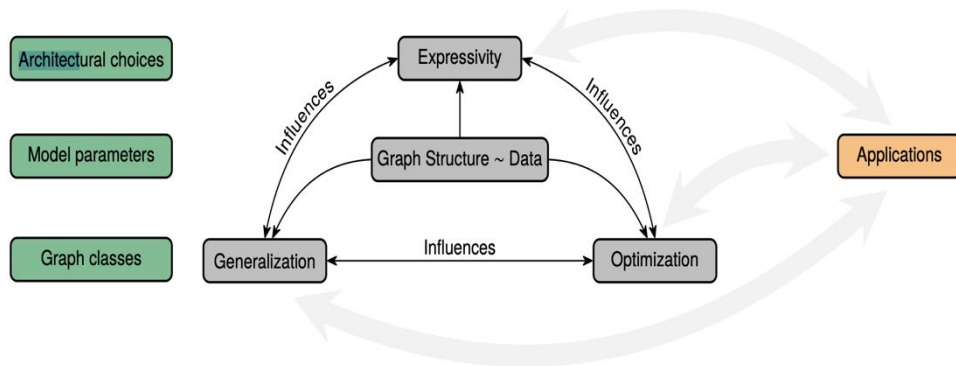 Architectural choices
Expressivity
Influences
Influences
Model parameters
Graph Structure ~ Data
Applications
Graph classes
Generalization
Influences
Optimization